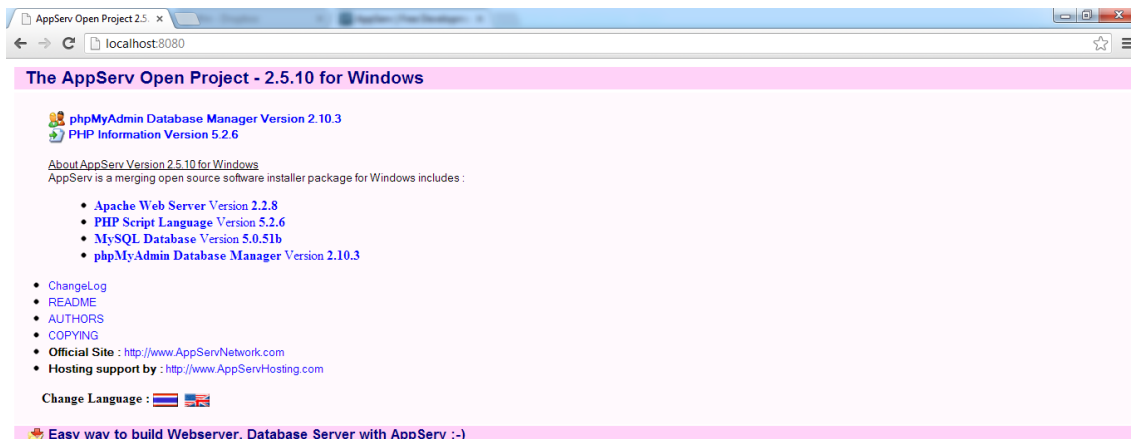 AppServ Open Project 2.5.
AppServ | Free Develop
localhost:8080
The AppServ Open Project - 2.5.10 for Windows
phpMyAdmin Database Manager Version 2.10.3
PHP Information Version 5.2.6
About AppServ Version 2.5.10 for Windows
AppServ is a merging open source software installer package for Windows includes :
Apache Web Server Version 2.2.8
PHP Script Language Version 5.2.6
MySQL Database Version 5.0.51b
phpMyAdmin Database Manager Version 2.10.3
ChangeLog
README
AUTHORS
COPYING
Official Site : http://www.AppServNetwork.com
Hosting support by : http://www.AppServHosting.com
Change Language :
Easy way to build Webserver, Database Server with AppServ :-)